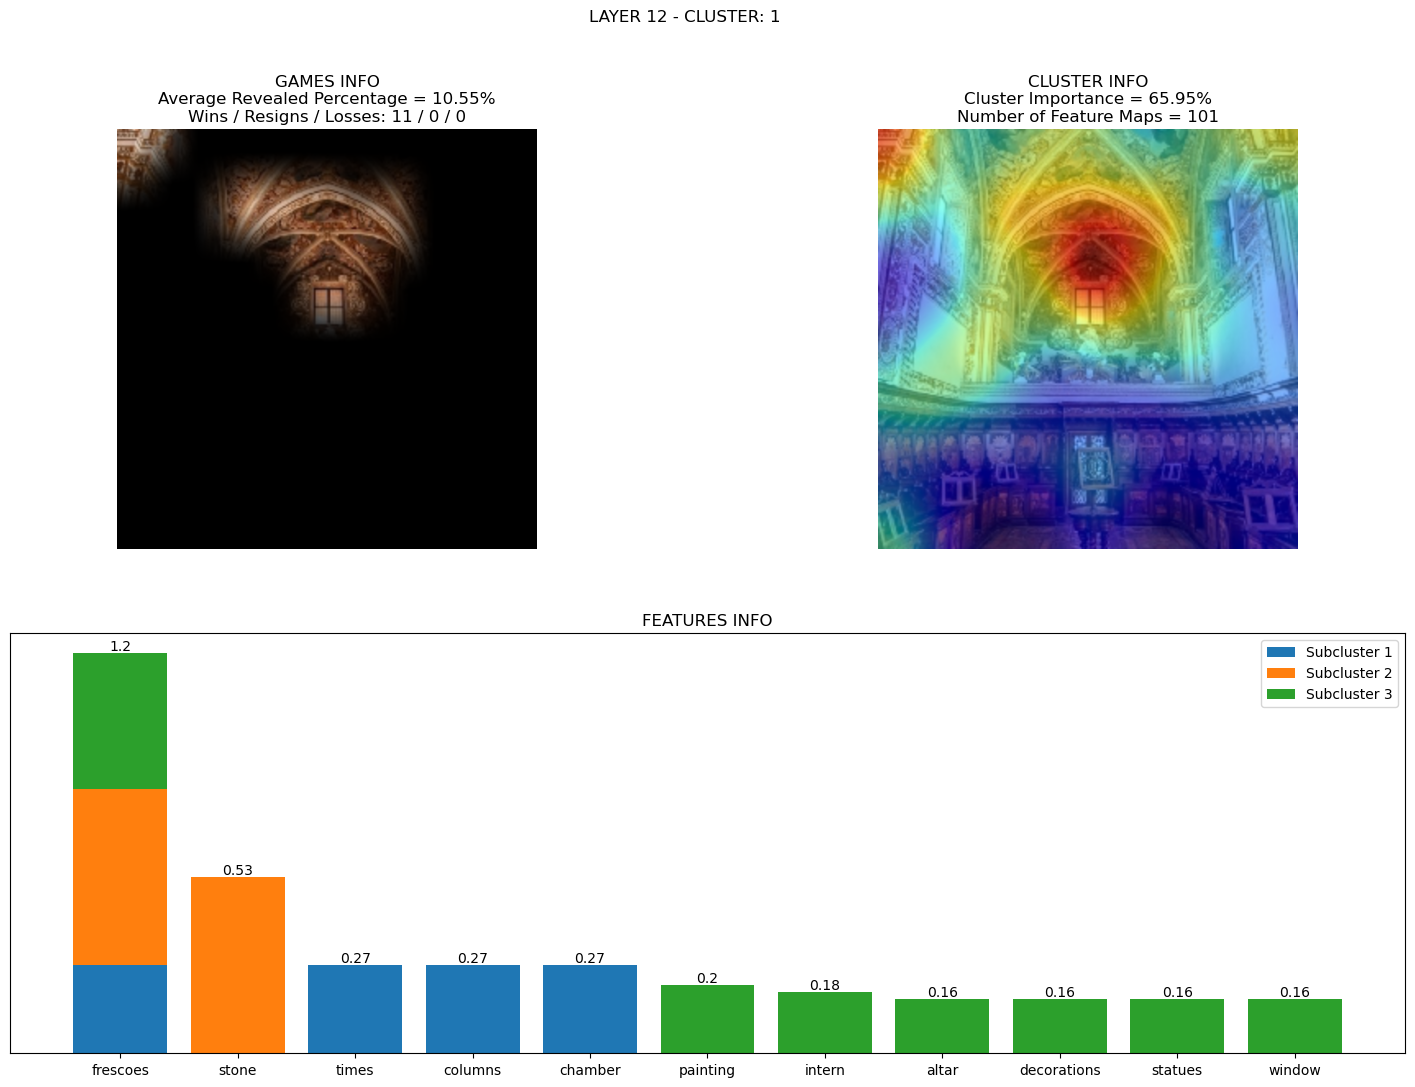 LAYER 12 - CLUSTER: 1
GAMES INFO
Average Revealed Percentage = 10.55%
Wins / Resigns / Losses: 11 / 0 / 0
CLUSTER INFO
Cluster Importance = 65.95%
Number of Feature Maps = 101
FEATURES INFO
Subcluster 1
Subcluster 2
Subcluster 3
1.2
0.53
0.27
0.27
0.27
0.2
0.18
0.16
0.16
0.16
0.16
frescoes stone times columns chamber painting intern altar decorations statues window